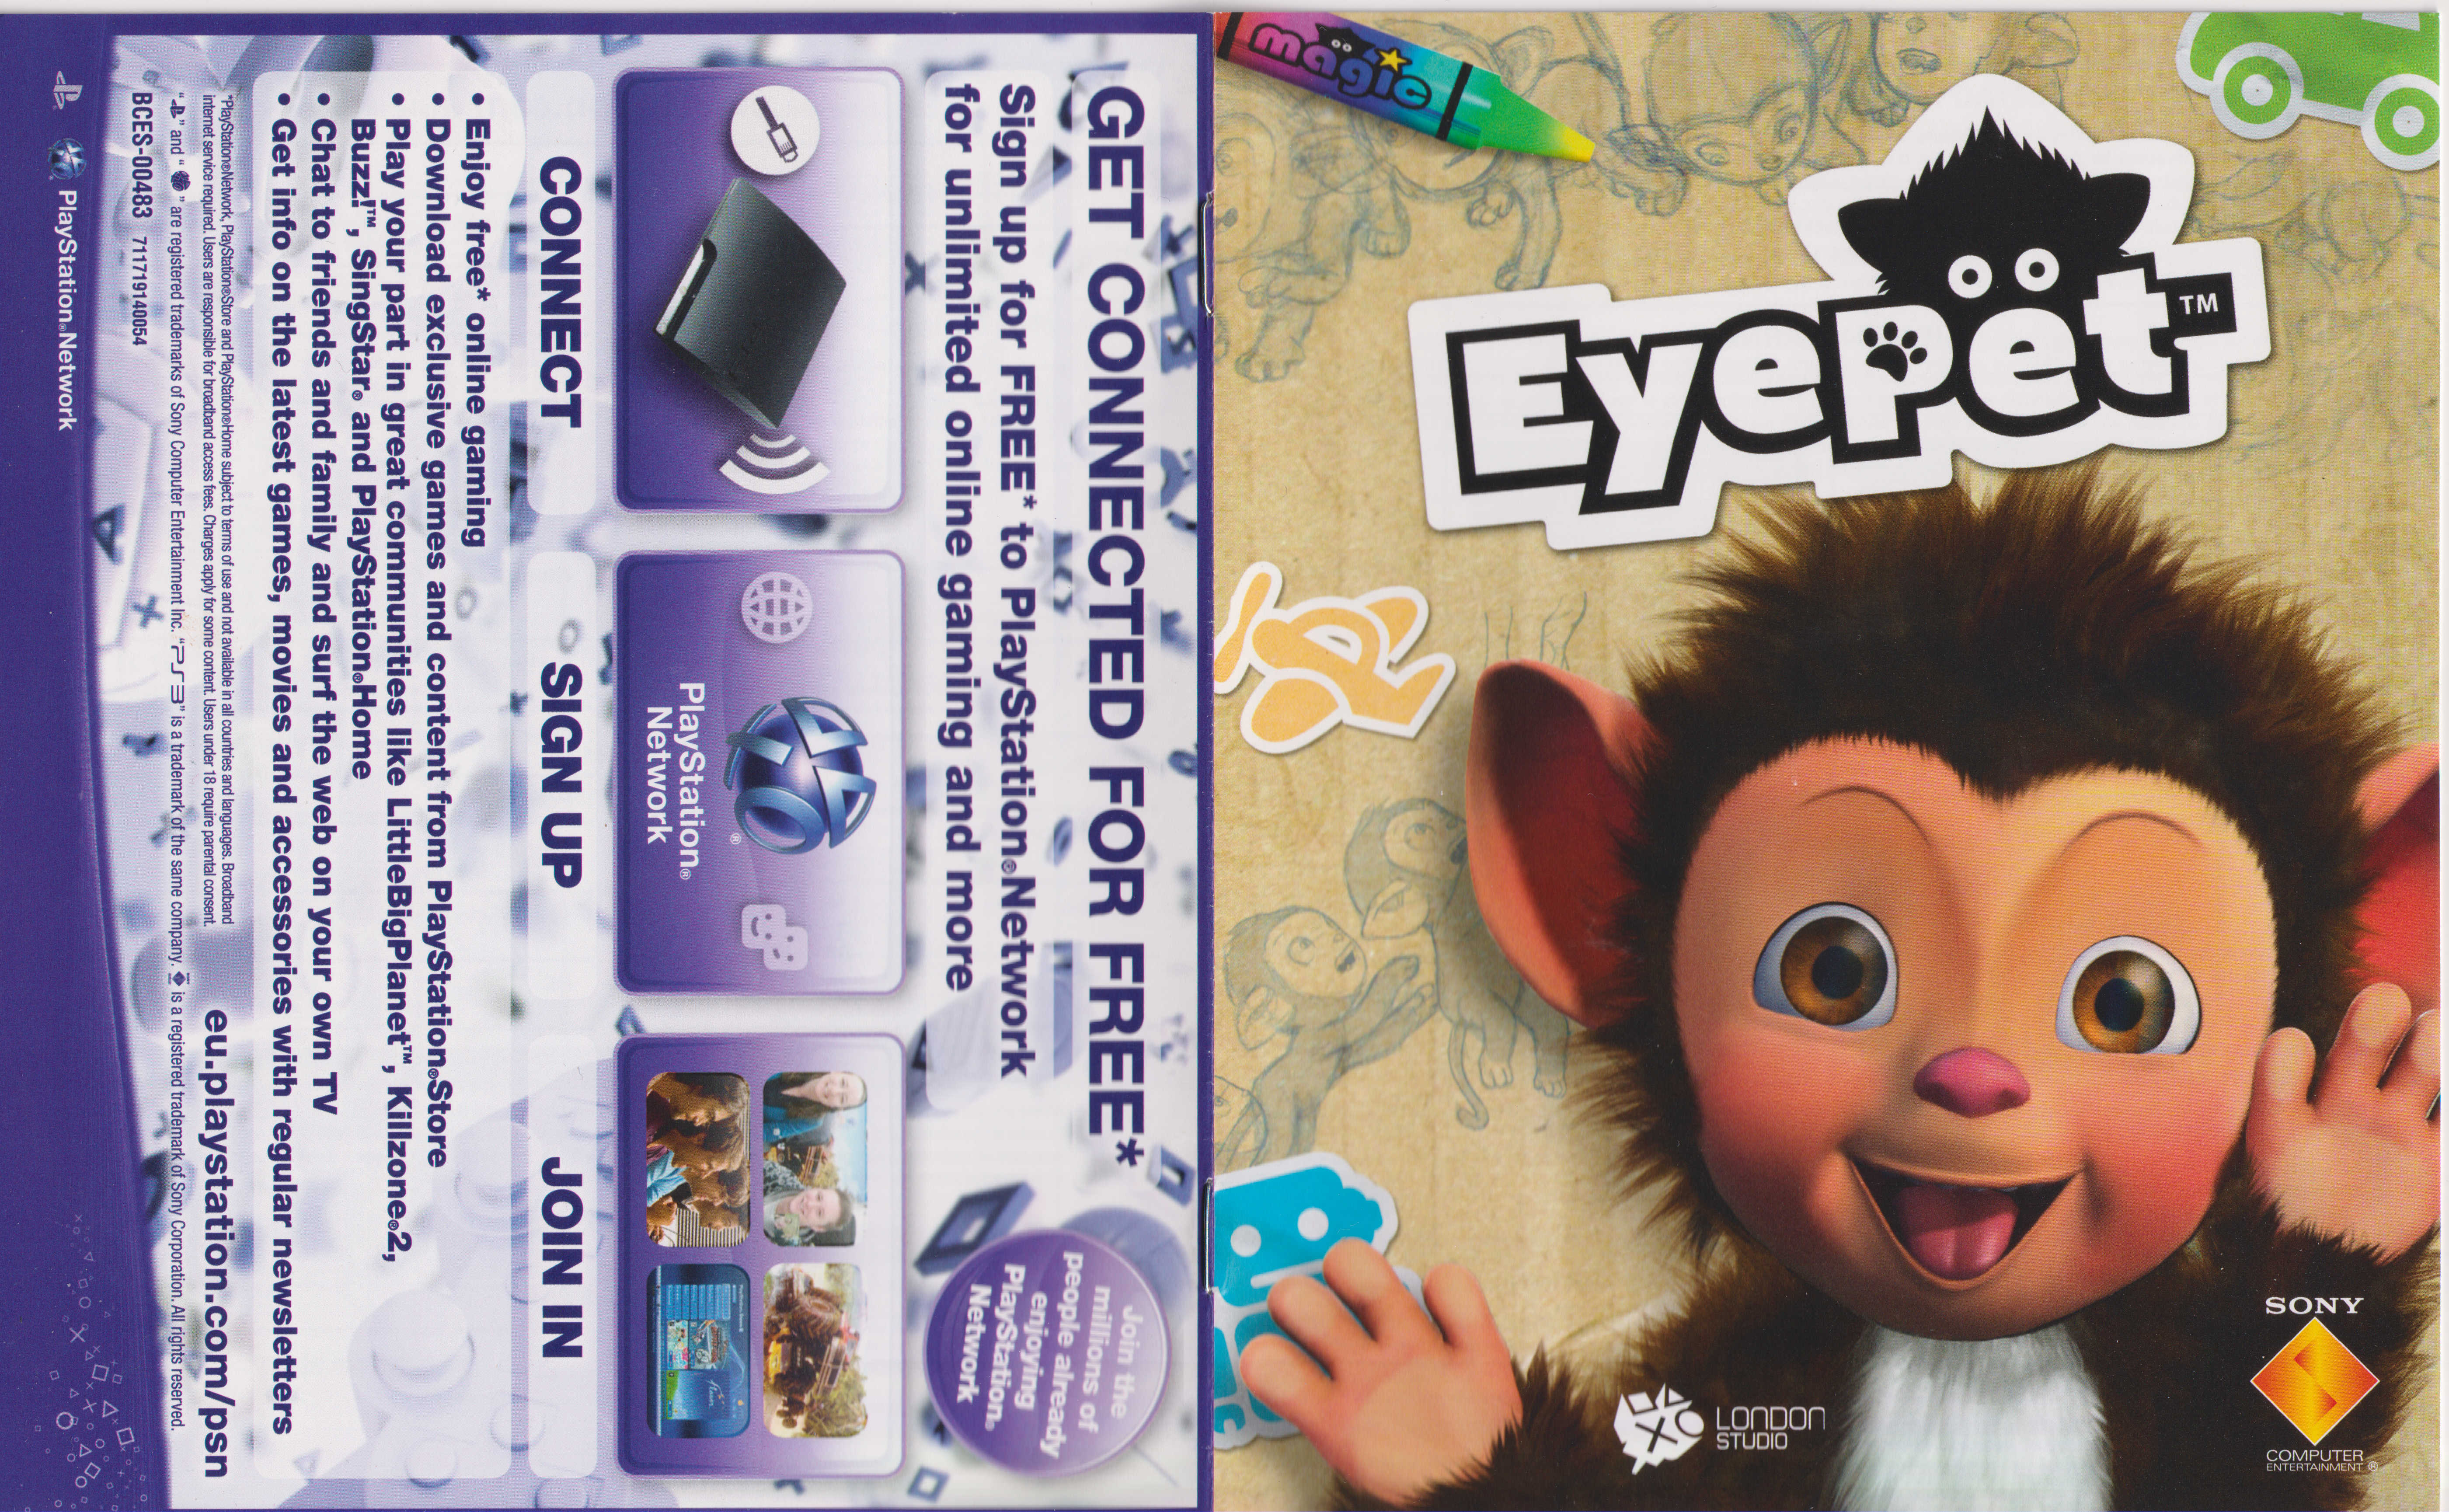 GET CONNECTED FOR FREE*
Sign up for FREE* to PlayStation®Network
for unlimited online gaming and more
Join the
millions of
people already
enjoying
PlayStation®
Network
PlayStation®
Network
®
CONNECT
SIGN UP
JOIN IN
• Enjoy free* online gaming
• Download exclusive games and content from PlayStation®Store
• Play your part in great communities like LittleBigPlanet™, Killzone®2,
Buzz!™, SingStar® and PlayStation®Home
• Chat to friends and family and surf the web on your own TV
• Get info on the latest games, movies and accessories with regular newsletters
*PlayStation®Network, PlayStation®Store and PlayStation®Home subject to terms of use and not available in all countries and languages. Broadband
internet service required. Users are responsible for broadband access fees. Charges apply for some content. Users under 18 require parental consent.
eu.playstation.com/psn
" " and " " are registered trademarks of Sony Computer Entertainment Inc. "PS3" is a trademark of the same company. is a registered trademark of Sony Corporation. All rights reserved.
BCES-00483 711719140054
PlayStation®Network
magic
EyePet™
LONDON
STUDIO
SONY
COMPUTER
ENTERTAINMENT ®